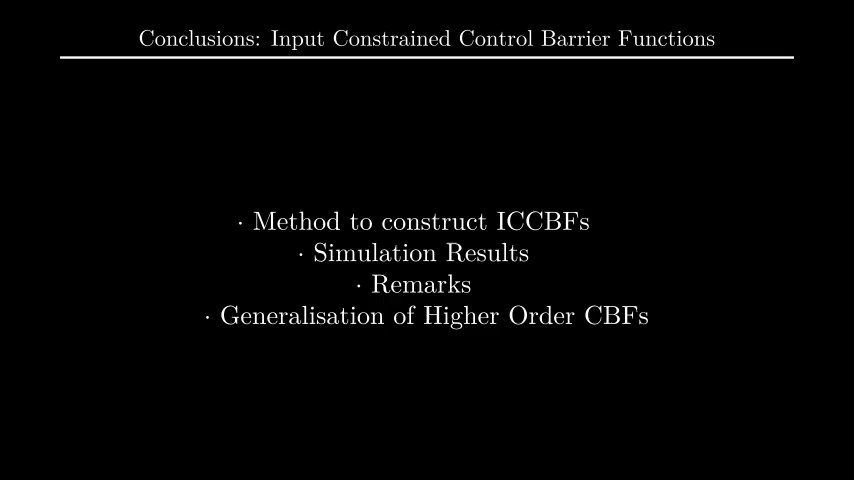 Conclusions: Input Constrained Control Barrier Functions
· Method to construct ICCBFs
· Simulation Results
· Remarks
· Generalisation of Higher Order CBFs